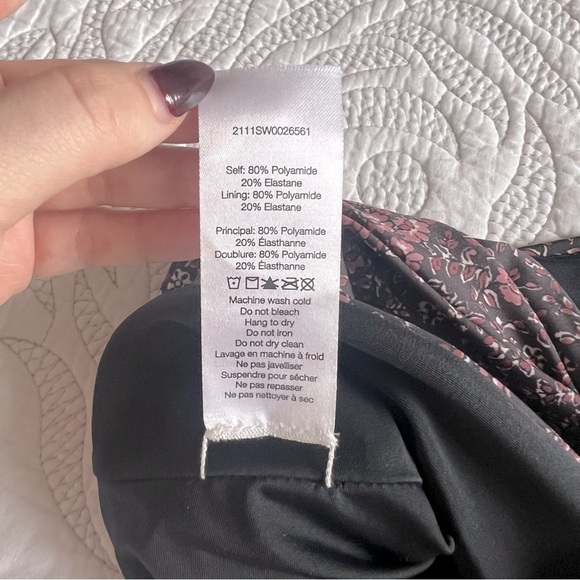 2111SW0026561
Self: 80% Polyamide
20% Elastane
Lining: 80% Polyamide
20% Elastane
Principal: 80% Polyamide
20% Élasthanne
Doublure: 80% Polyamide
20% Élasthanne
Machine wash cold
Do not bleach
Hang to dry
Do not iron
Do not dry clean
Lavage en machine à froid
Ne pas javelliser
Suspendre pour sécher
Ne pas repasser
Ne pas nettoyer à sec